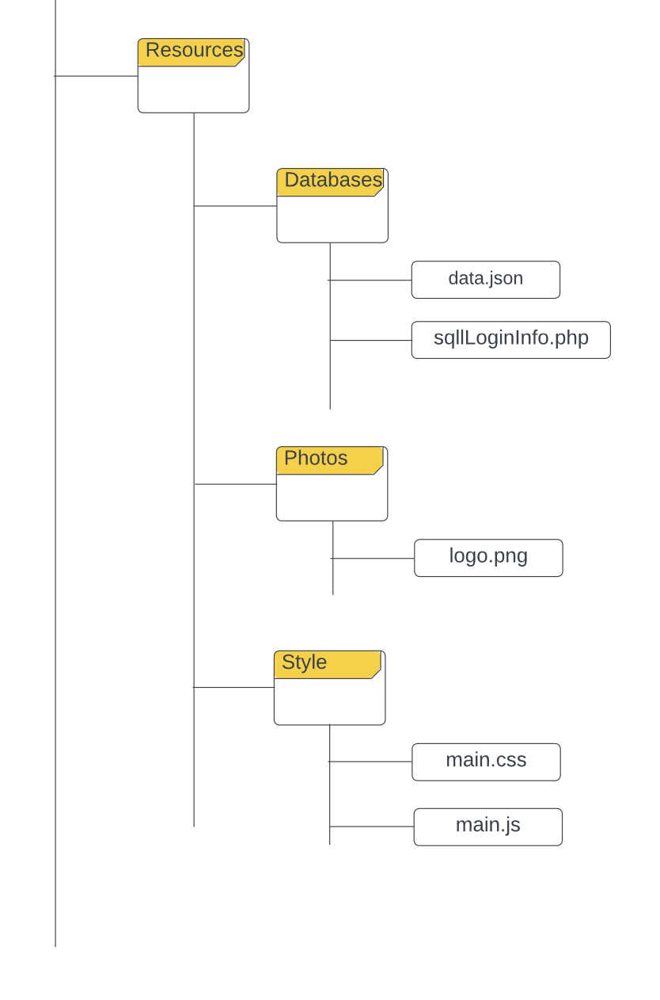 Resources
Databases
data.json
sqllLoginInfo.php
Photos
logo.png
Style
main.css
main.js